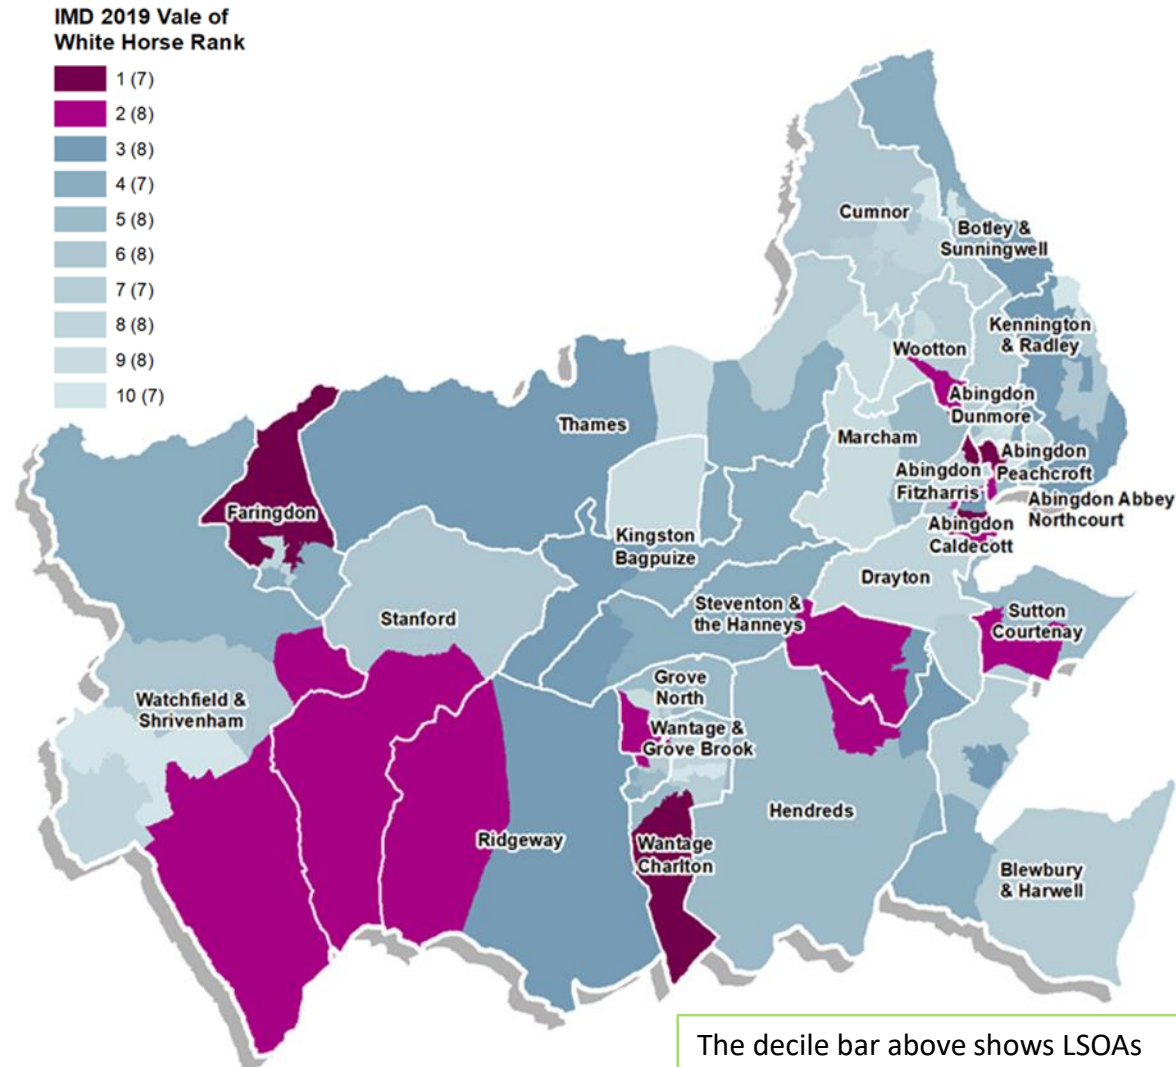 IMD 2019 Vale of
White Horse Rank
1 (7)
2 (8)
3 (8)
4 (7)
5 (8)
6 (8)
7 (7)
8 (8)
9 (8)
10 (7)
Cumnor
Botley &
Sunningwell
Kennington
& Radley
Wootton
Abingdon
Dunmore
Thames
Marcham
Abingdon
Peachcroft
Abingdon
Fitzharris
Abingdon Abbey
Northcourt
Faringdon
Abingdon
Caldecott
Kingston
Bagpuize
Drayton
Steventon &
the Hanneys
Sutton
Courtenay
Stanford
Grove
North
Watchfield &
Shrivenham
Wantage &
Grove Brook
Hendreds
Ridgeway
Wantage
Charlton
Blewbury
& Harwell
The decile bar above shows LSOAs